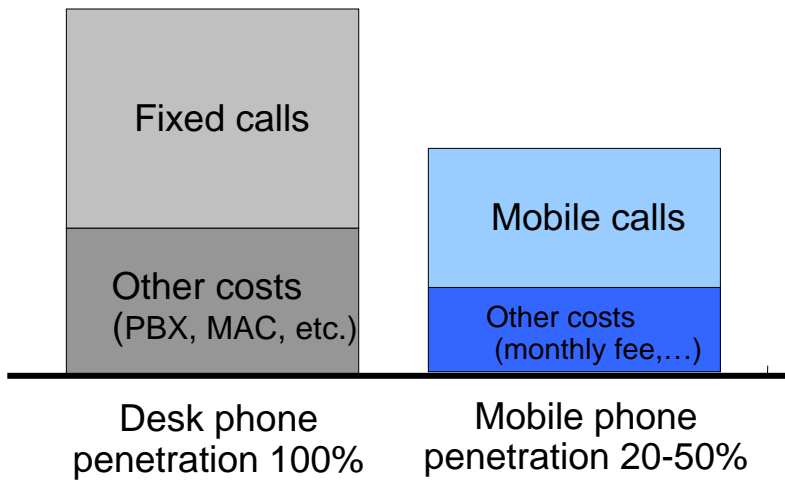 Fixed calls
Other costs
(PBX, MAC, etc.)
Mobile calls
Other costs
(monthly fee,…)
Desk phone
penetration 100%
Mobile phone
penetration 20-50%